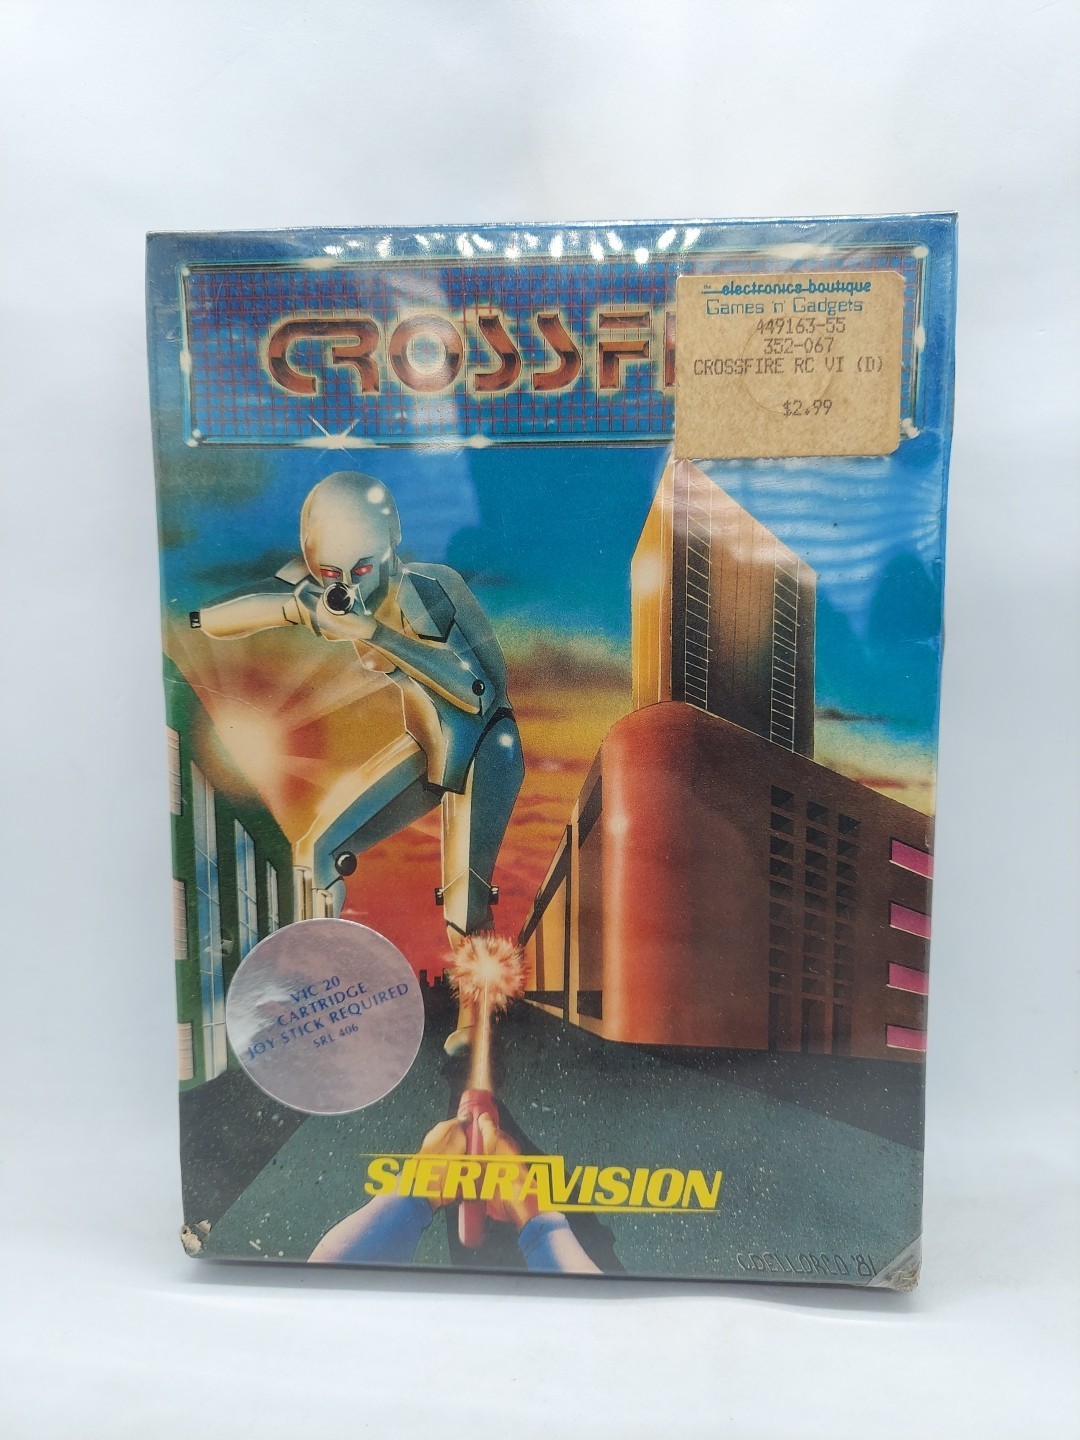 CROSSFI
the electronics boutique
Games 'n' Gadgets
449163-55
352-067
CROSSFIRE RC VI (D)
$2.99
VIC 20
CARTRIDGE
JOY STICK REQUIRED
SRL 406
SIERRAVISION
C.DELLORCO '81